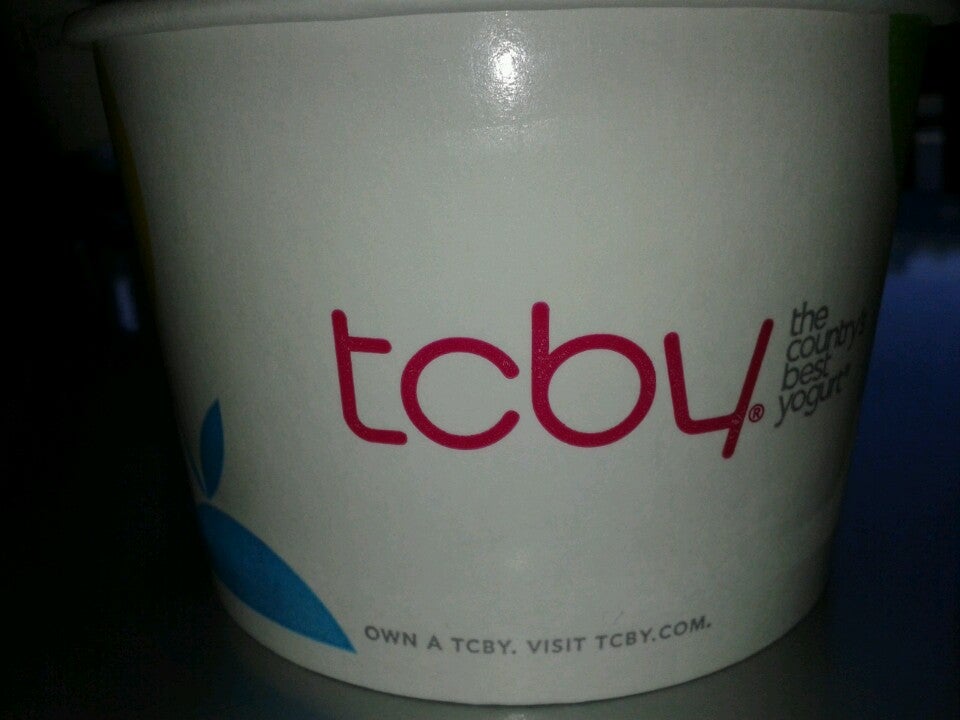 tcby®
the
country's
best
yogurt®
OWN A TCBY. VISIT TCBY.COM.